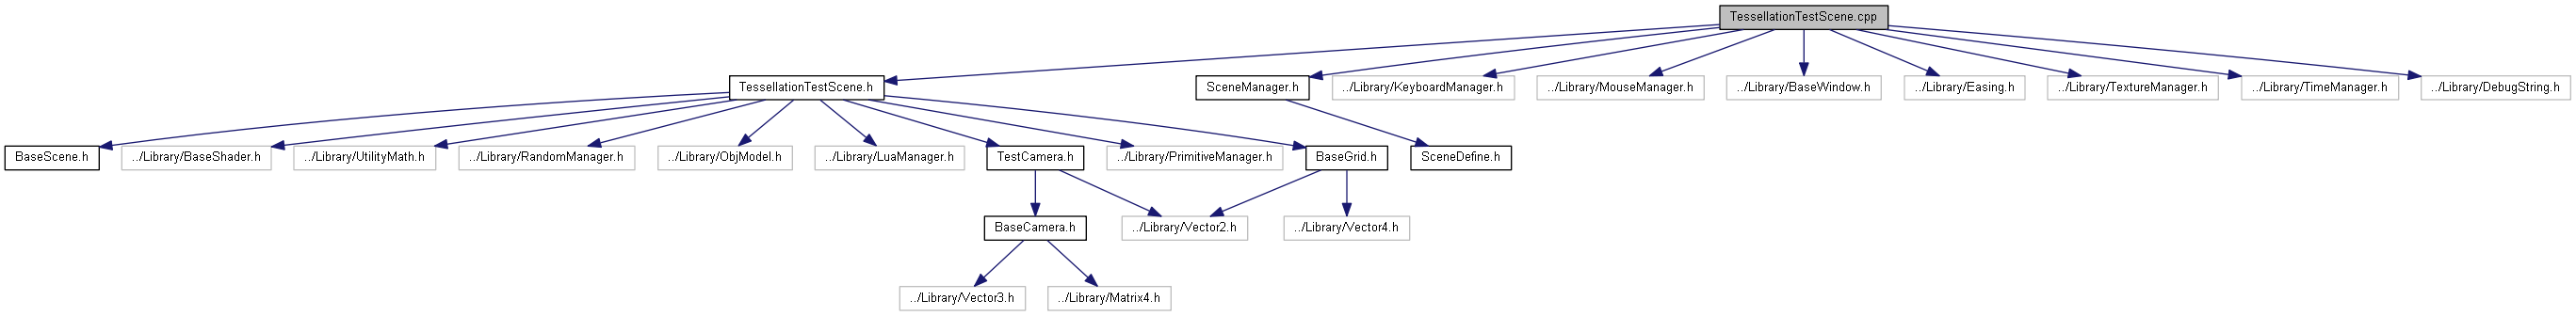 TessellationTestScene.cpp
TessellationTestScene.h
SceneManager.h
../Library/KeyboardManager.h
../Library/MouseManager.h
../Library/BaseWindow.h
../Library/Easing.h
../Library/TextureManager.h
../Library/TimeManager.h
../Library/DebugString.h
BaseScene.h
../Library/BaseShader.h
../Library/UtilityMath.h
../Library/RandomManager.h
../Library/ObjModel.h
../Library/LuaManager.h
TestCamera.h
../Library/PrimitiveManager.h
BaseGrid.h
SceneDefine.h
BaseCamera.h
../Library/Vector2.h
../Library/Vector4.h
../Library/Vector3.h
../Library/Matrix4.h